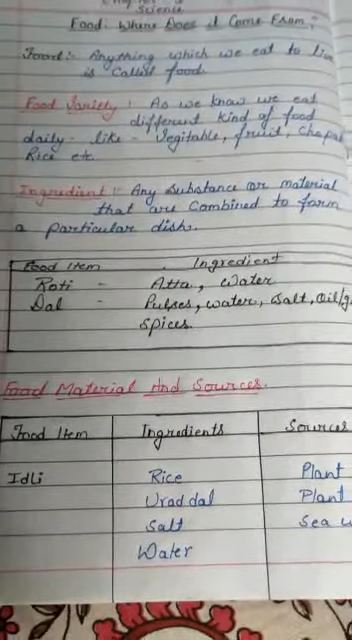 Science
Food: Where Does it Come From?
Food:- Anything which we eat to
is called food.
Food Variety: As we know we eat
different kind of food
daily - like - Vegitable, fruit,
Rice etc.
Ingredient:- Any substance or material
that are combined to form
a particular dish.
Food Item Ingredient
Roti - Atta, water
Dal - Pulses, water, salt, Oil/
spices.
Food Material And Sources.
Food Item Ingredients Sources
Idli Rice Plant
Urad dal Plant
Salt Sea
Water